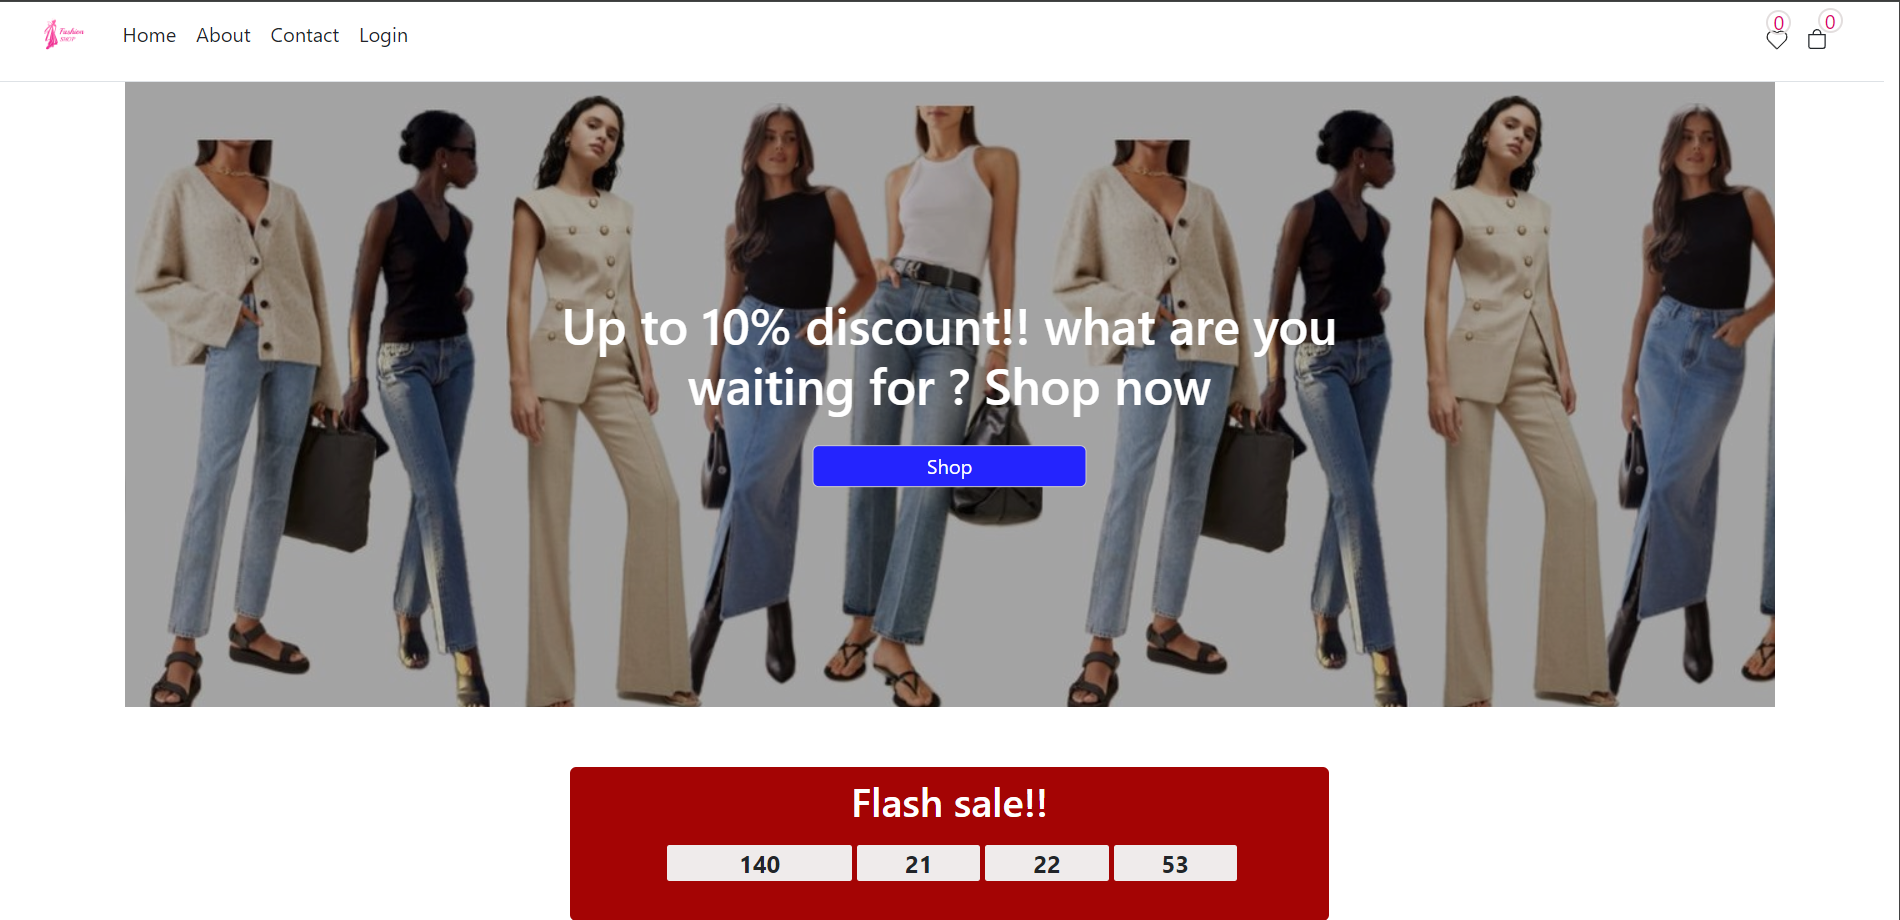 Fashion
SHOP
Home About Contact Login
0 0
Up to 10% discount!! what are you
waiting for ? Shop now
Shop
Flash sale!!
140 21 22 53